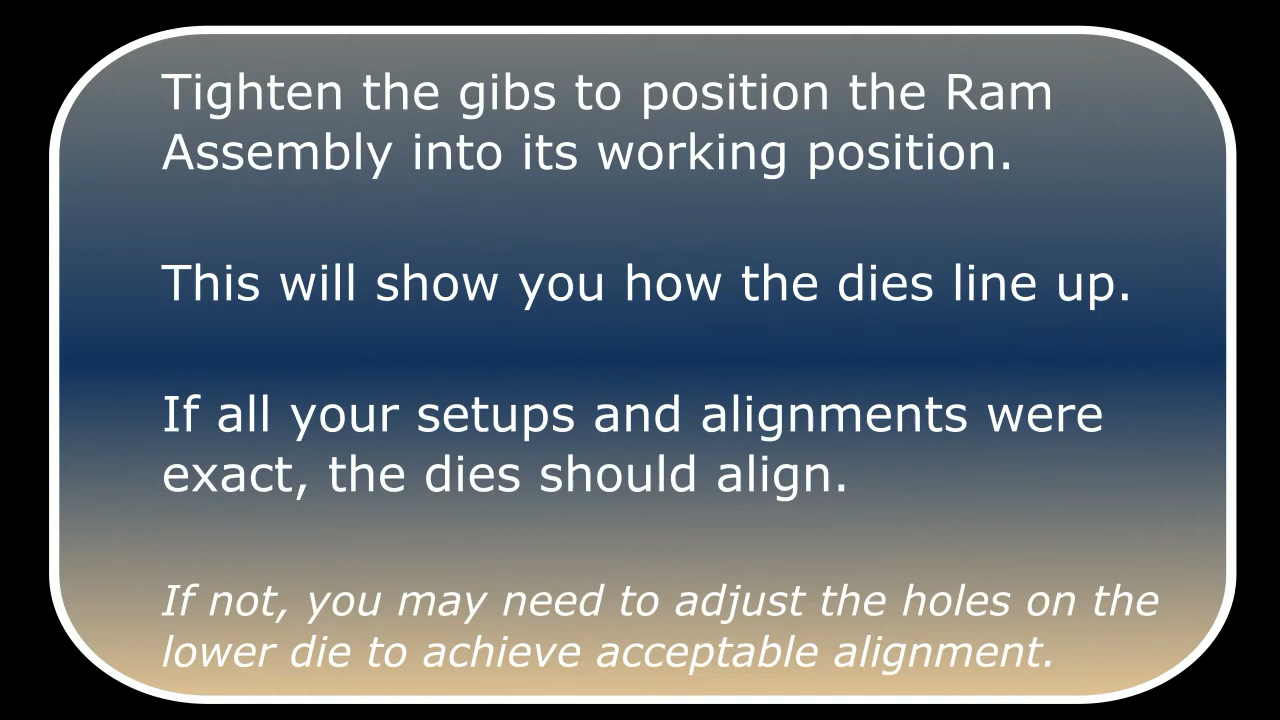 Tighten the gibs to position the Ram
Assembly into its working position.
This will show you how the dies line up.
If all your setups and alignments were
exact, the dies should align.
If not, you may need to adjust the holes on the
lower die to achieve acceptable alignment.